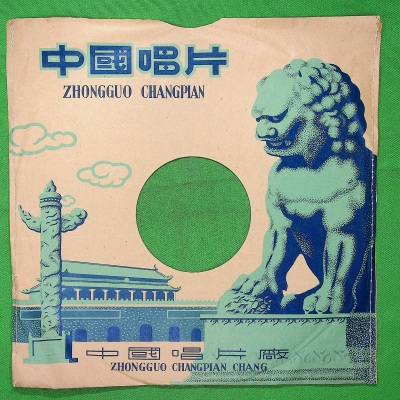 中國唱片
ZHONGGUO CHANGPIAN
中國唱片廠
ZHONGGUO CHANGPIAN CHANG